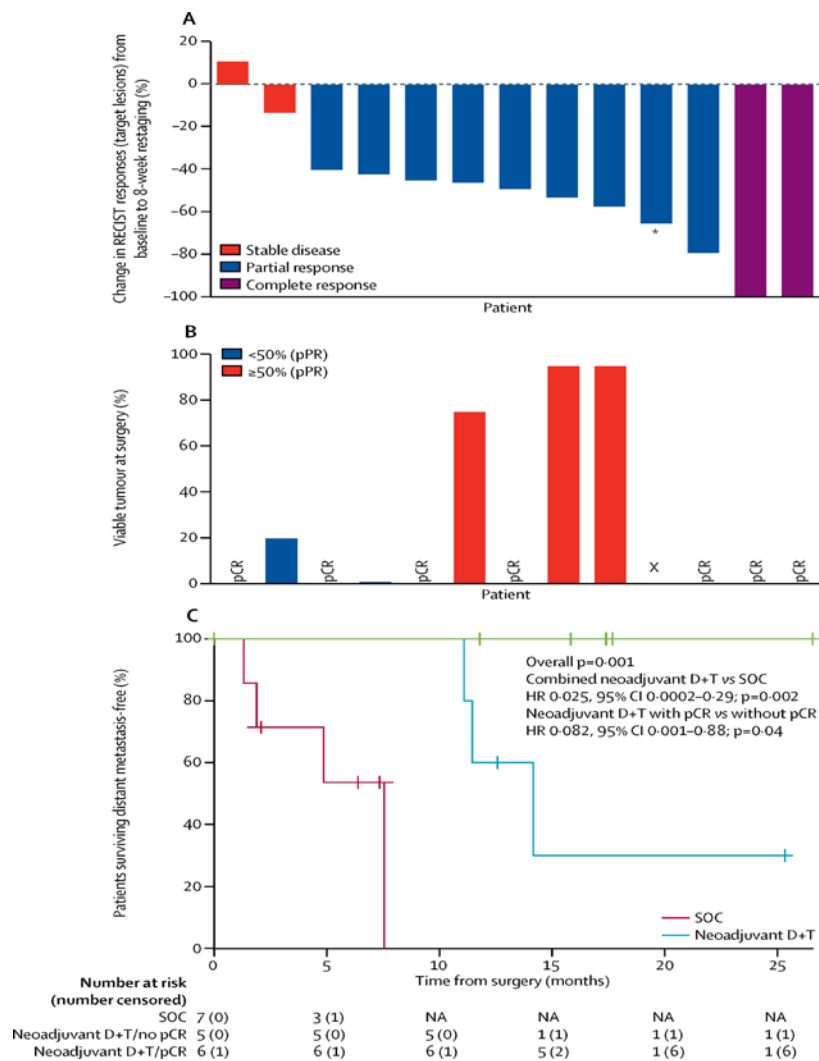 A
Change in RECIST responses (target lesions) from
baseline to 8-week restaging (%)
20
0
−20
−40
−60
−80
−100
*
Stable disease
Partial response
Complete response
Patient
B
Viable tumour at surgery (%)
100
80
60
40
20
0
<50% (pPR)
≥50% (pPR)
pCR
pCR
pCR
pCR
X
pCR
pCR
pCR
Patient
C
Patients surviving distant metastasis-free (%)
100
80
60
40
20
0
Overall p=0·001
Combined neoadjuvant D+T vs SOC
HR 0·025, 95% CI 0·0002–0·29; p=0·002
Neoadjuvant D+T with pCR vs without pCR
HR 0·082, 95% CI 0·001–0·88; p=0·04
SOC
Neoadjuvant D+T
0 5 10 15 20 25
Time from surgery (months)
Number at risk
(number censored)
SOC 7 (0) 3 (1) NA NA NA NA
Neoadjuvant D+T/no pCR 5 (0) 5 (0) 5 (0) 1 (1) 1 (1) 1 (1)
Neoadjuvant D+T/pCR 6 (1) 6 (1) 6 (1) 5 (2) 1 (6) 1 (6)